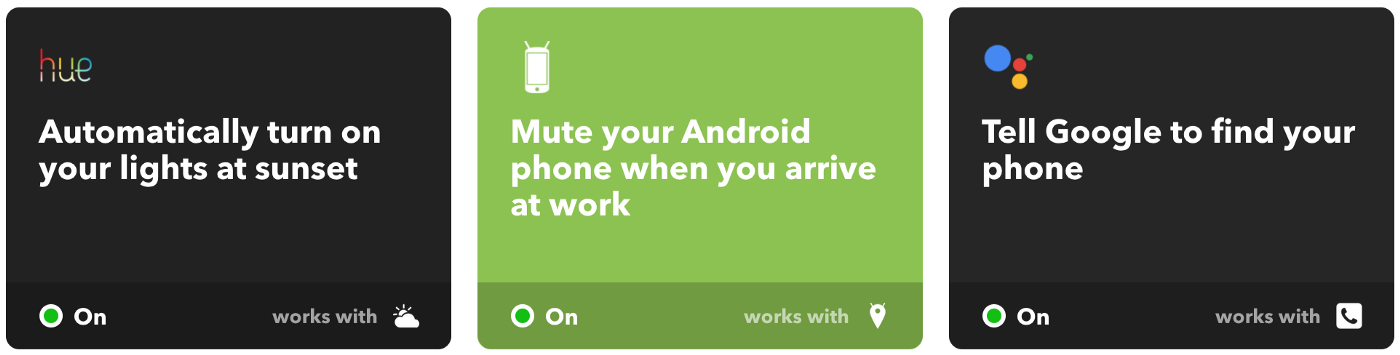 hue
Automatically turn on
your lights at sunset
On
works with
Mute your Android
phone when you arrive
at work
On
works with
Tell Google to find your
phone
On
works with